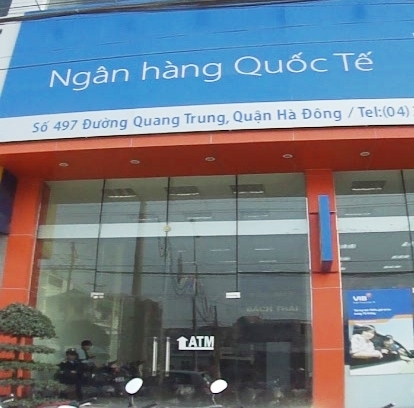 Ngân hàng Quốc Tế
Số 497 Đường Quang Trung, Quận Hà Đông / Tel:(04)
ATM
VIB